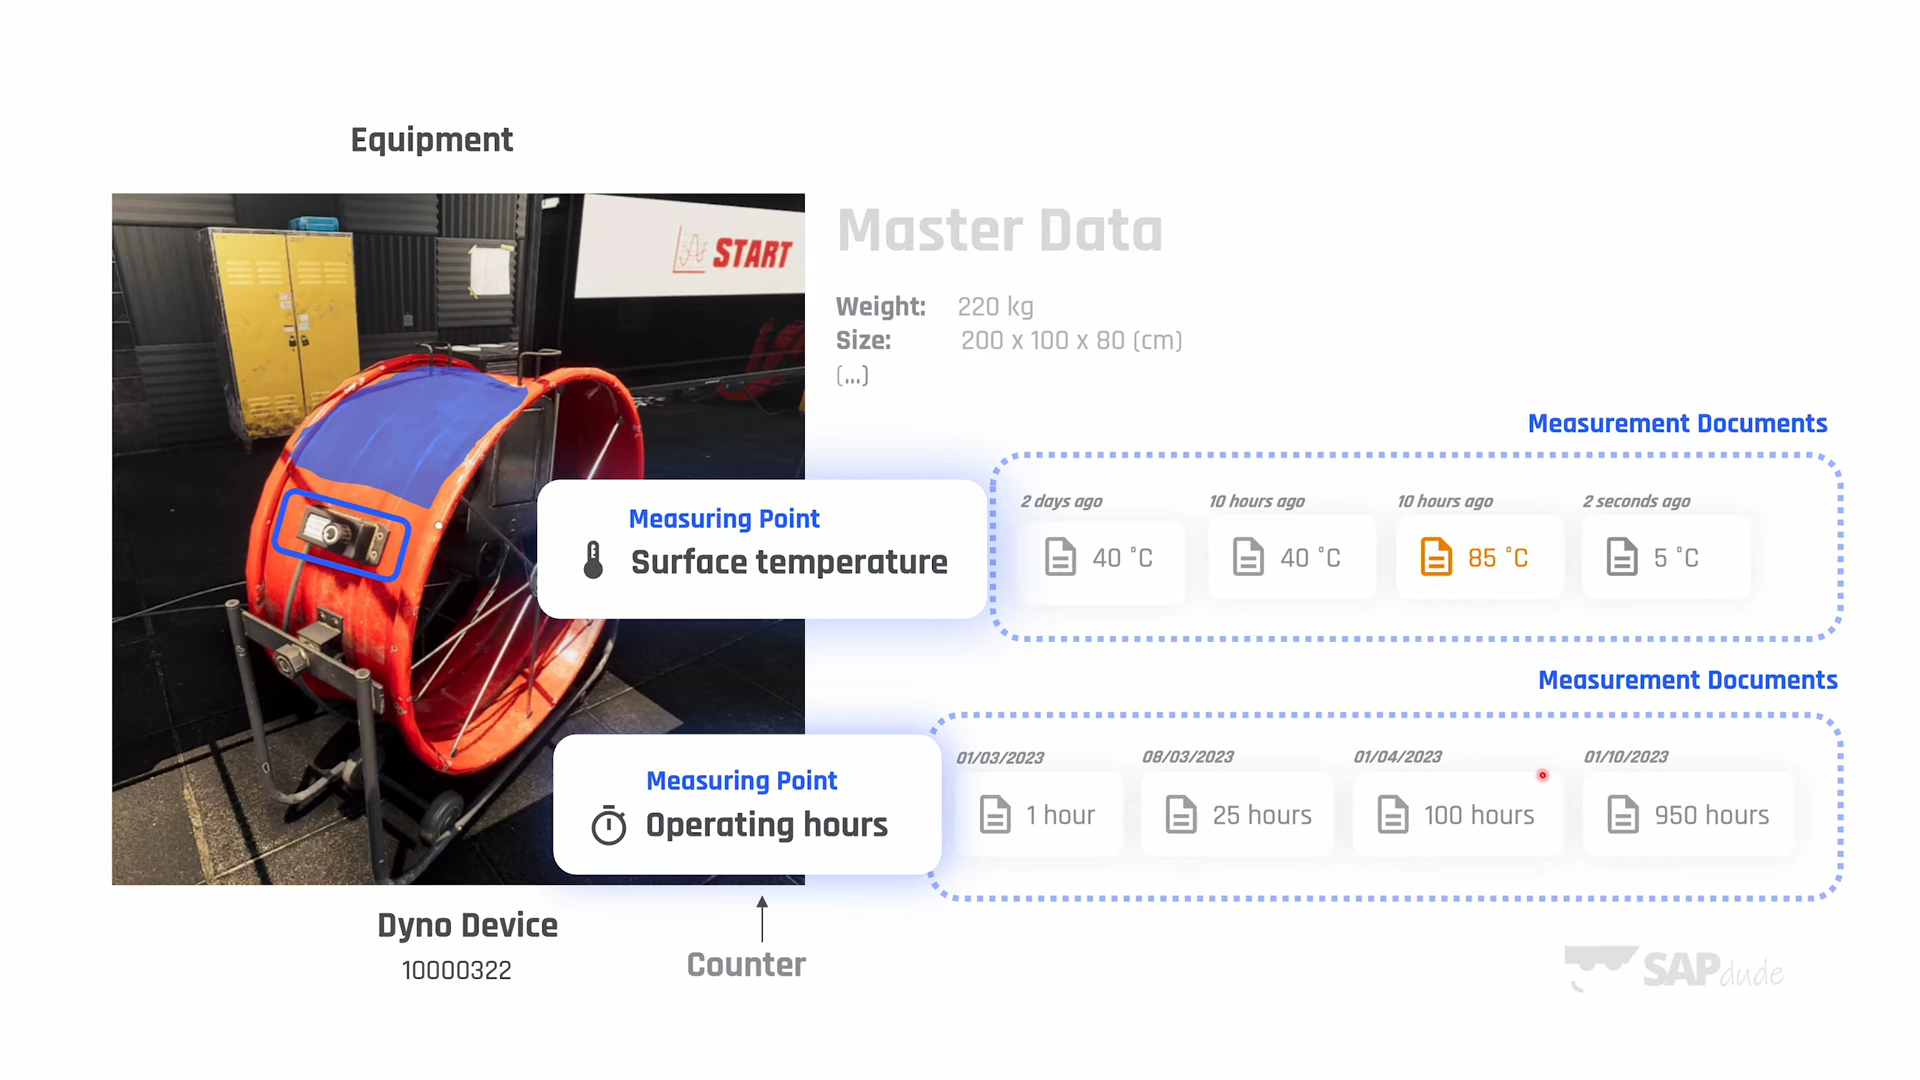 Equipment
START
Master Data
Weight: 220 kg
Size: 200 x 100 x 80 (cm)
(...)
Measurement Documents
Measuring Point
Surface temperature
2 days ago
40 °C
10 hours ago
40 °C
10 hours ago
85 °C
2 seconds ago
5 °C
Measurement Documents
Measuring Point
Operating hours
01/03/2023
1 hour
08/03/2023
25 hours
01/04/2023
100 hours
01/10/2023
950 hours
Dyno Device
10000322
Counter
SAPdude